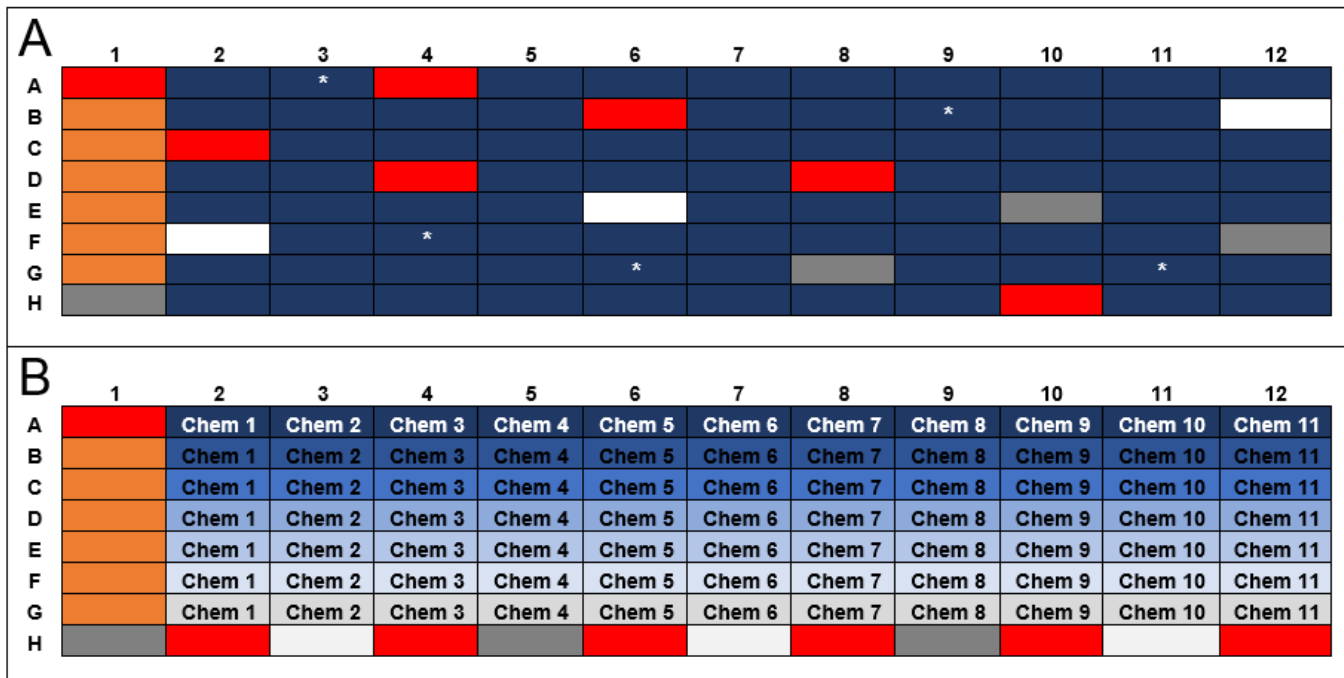 A
1 2 3 4 5 6 7 8 9 10 11 12
A * 
B *
C
D
E
F *
G * *
H
B
1 2 3 4 5 6 7 8 9 10 11 12
A Chem 1 Chem 2 Chem 3 Chem 4 Chem 5 Chem 6 Chem 7 Chem 8 Chem 9 Chem 10 Chem 11
B Chem 1 Chem 2 Chem 3 Chem 4 Chem 5 Chem 6 Chem 7 Chem 8 Chem 9 Chem 10 Chem 11
C Chem 1 Chem 2 Chem 3 Chem 4 Chem 5 Chem 6 Chem 7 Chem 8 Chem 9 Chem 10 Chem 11
D Chem 1 Chem 2 Chem 3 Chem 4 Chem 5 Chem 6 Chem 7 Chem 8 Chem 9 Chem 10 Chem 11
E Chem 1 Chem 2 Chem 3 Chem 4 Chem 5 Chem 6 Chem 7 Chem 8 Chem 9 Chem 10 Chem 11
F Chem 1 Chem 2 Chem 3 Chem 4 Chem 5 Chem 6 Chem 7 Chem 8 Chem 9 Chem 10 Chem 11
G Chem 1 Chem 2 Chem 3 Chem 4 Chem 5 Chem 6 Chem 7 Chem 8 Chem 9 Chem 10 Chem 11
H